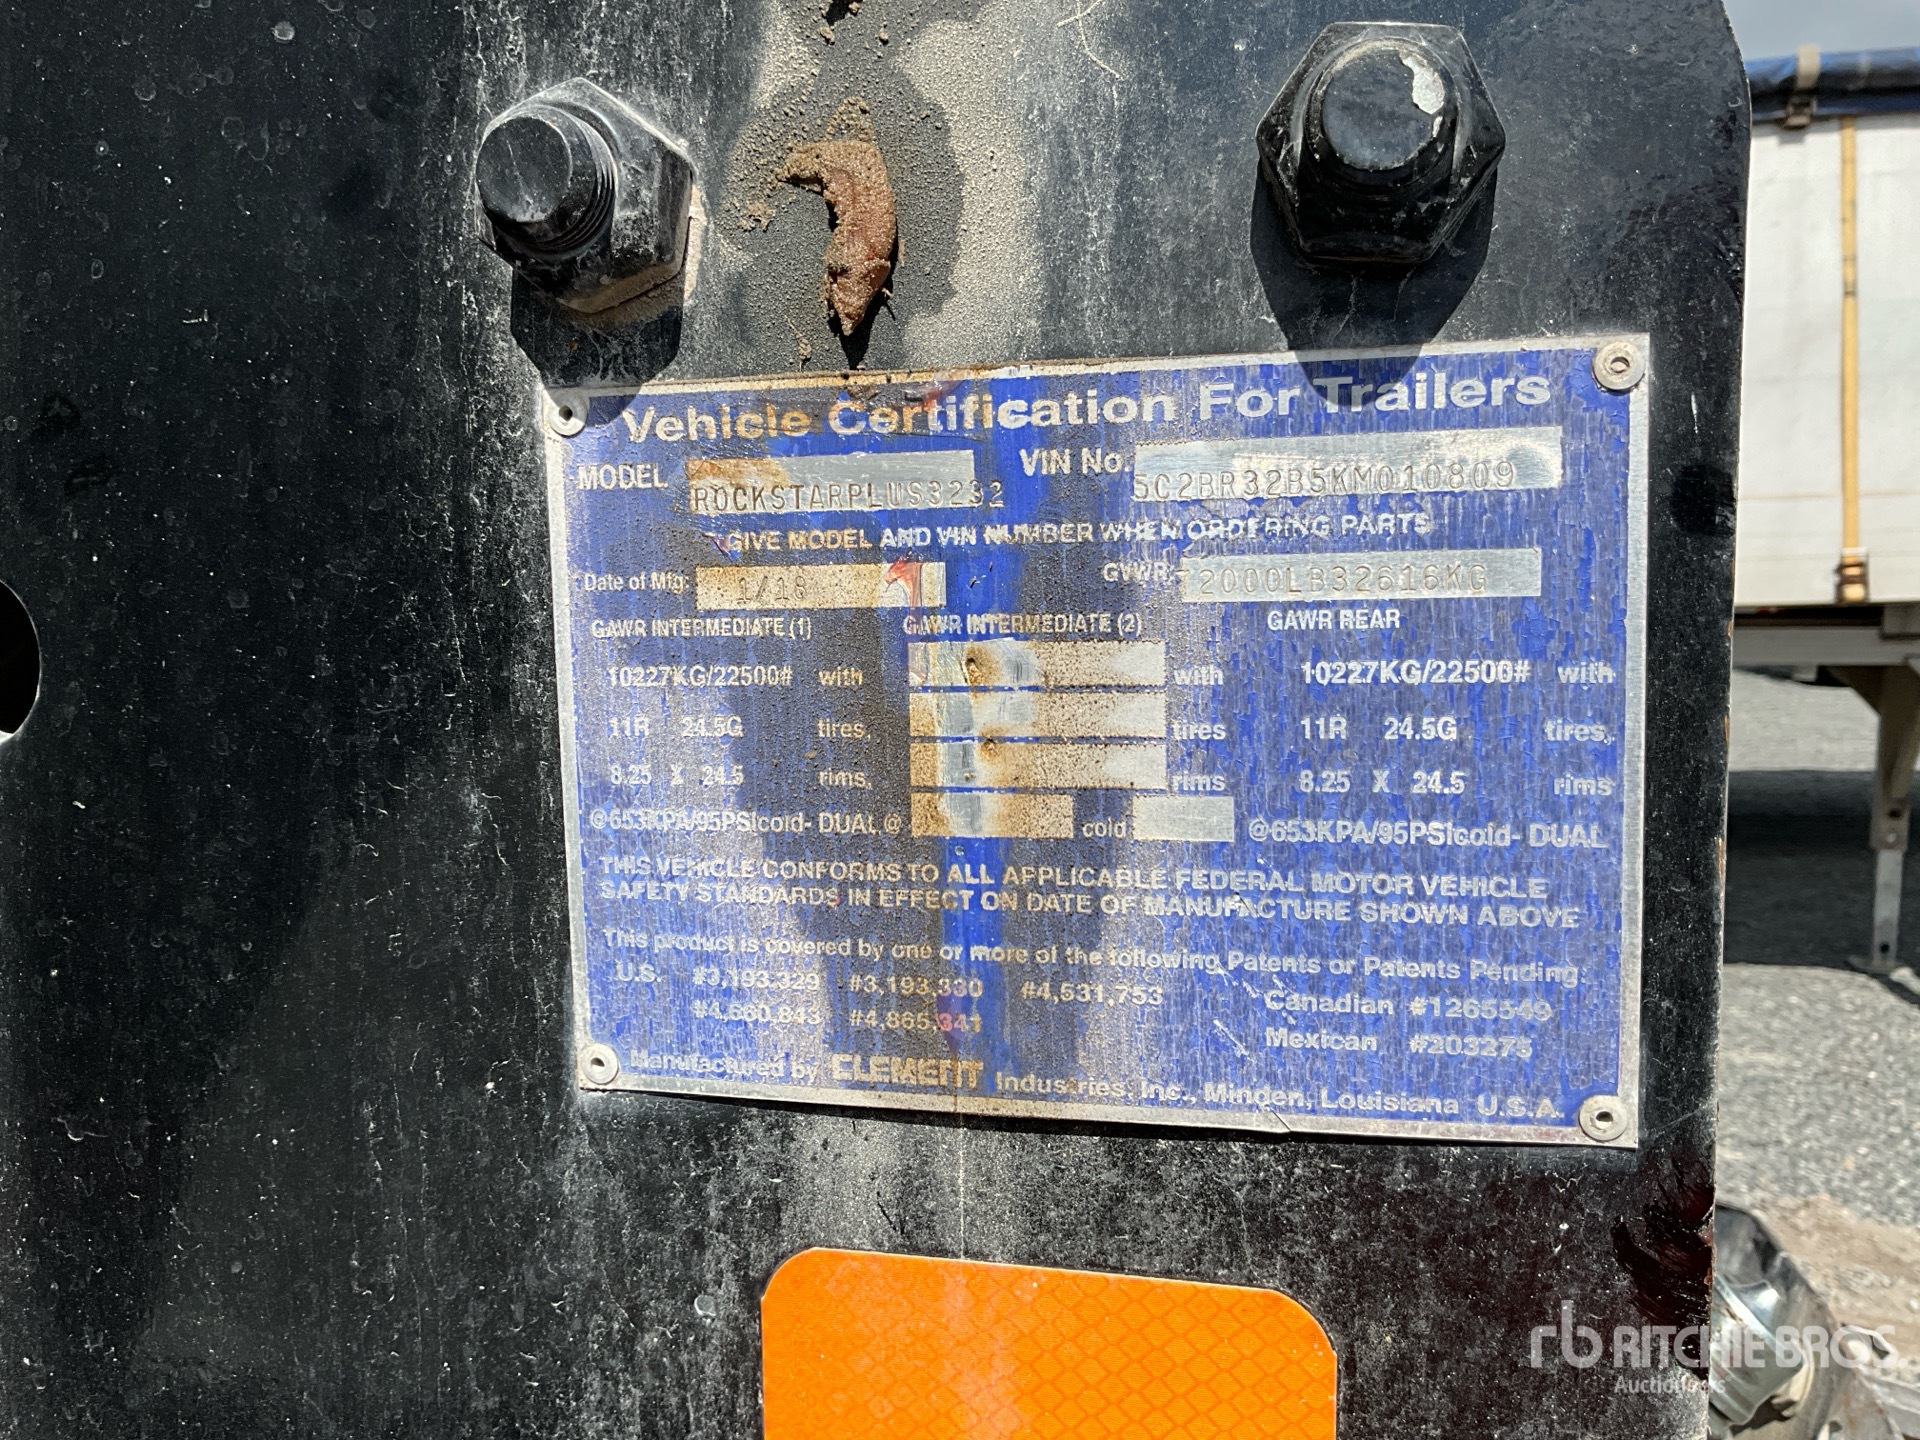 Vehicle Certification For Trailers
MODEL ROCKSTARPLUS3232 VIN No. 5C2BR32B5KM010809
GIVE MODEL AND VIN NUMBER WHEN ORDERING PARTS
Date of Mfg: 1/18 GVWR 72000LB32616KG
GAWR INTERMEDIATE (1) GAWR INTERMEDIATE (2) GAWR REAR
10227KG/22500# with with 10227KG/22500# with
11R 24.5G tires, tires 11R 24.5G tires,
8.25 X 24.5 rims, rims 8.25 X 24.5 rims
@653KPA/95PSIcold- DUAL @ cold @653KPA/95PSIcold- DUAL
THIS VEHICLE CONFORMS TO ALL APPLICABLE FEDERAL MOTOR VEHICLE
SAFETY STANDARDS IN EFFECT ON DATE OF MANUFACTURE SHOWN ABOVE
This product is covered by one or more of the following Patents or Patents Pending:
U.S. #3,193,329 #3,193,330 #4,531,753 Canadian #1265549
#4,660,843 #4,865,341 Mexican #203275
Manufactured by ELEMENT Industries, Inc., Minden, Louisiana U.S.A.
rb RITCHIE BROS
Auctioneers